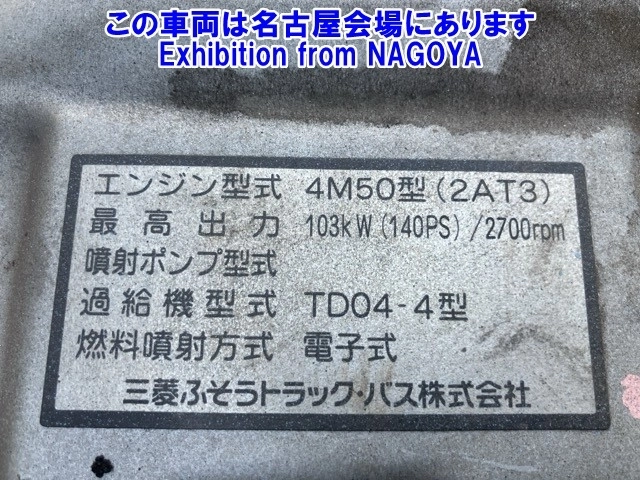 この車両は名古屋会場にあります
Exhibition from NAGOYA
エンジン型式 4M50型(2AT3)
最高出力 103kW(140PS)/2700rpm
噴射ポンプ型式
過給機型式 TD04-4型
燃料噴射方式 電子式
三菱ふそうトラック・バス株式会社